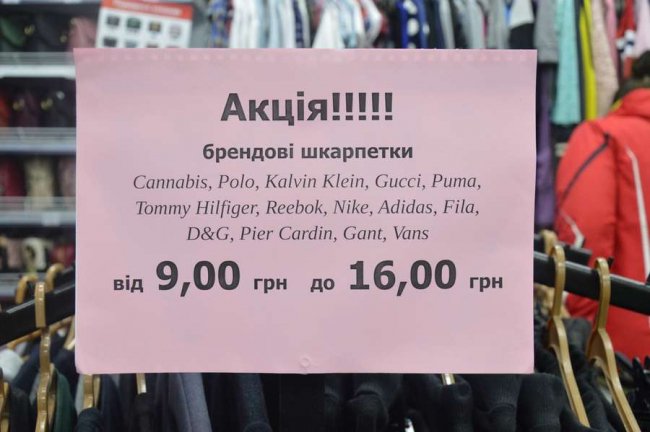 Акція!!!!!
брендові шкарпетки
Cannabis, Polo, Kalvin Klein, Gucci, Puma,
Tommy Hilfiger, Reebok, Nike, Adidas, Fila,
D&G, Pier Cardin, Gant, Vans
від 9,00 грн до 16,00 грн